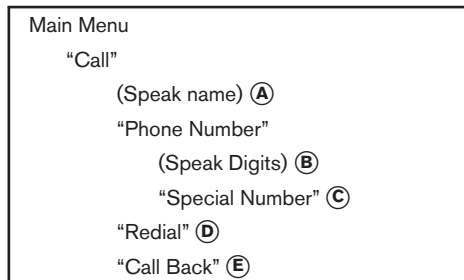 Main Menu
“Call”
(Speak name) Ⓐ
“Phone Number”
(Speak Digits) Ⓑ
“Special Number” Ⓒ
“Redial” Ⓓ
“Call Back” Ⓔ